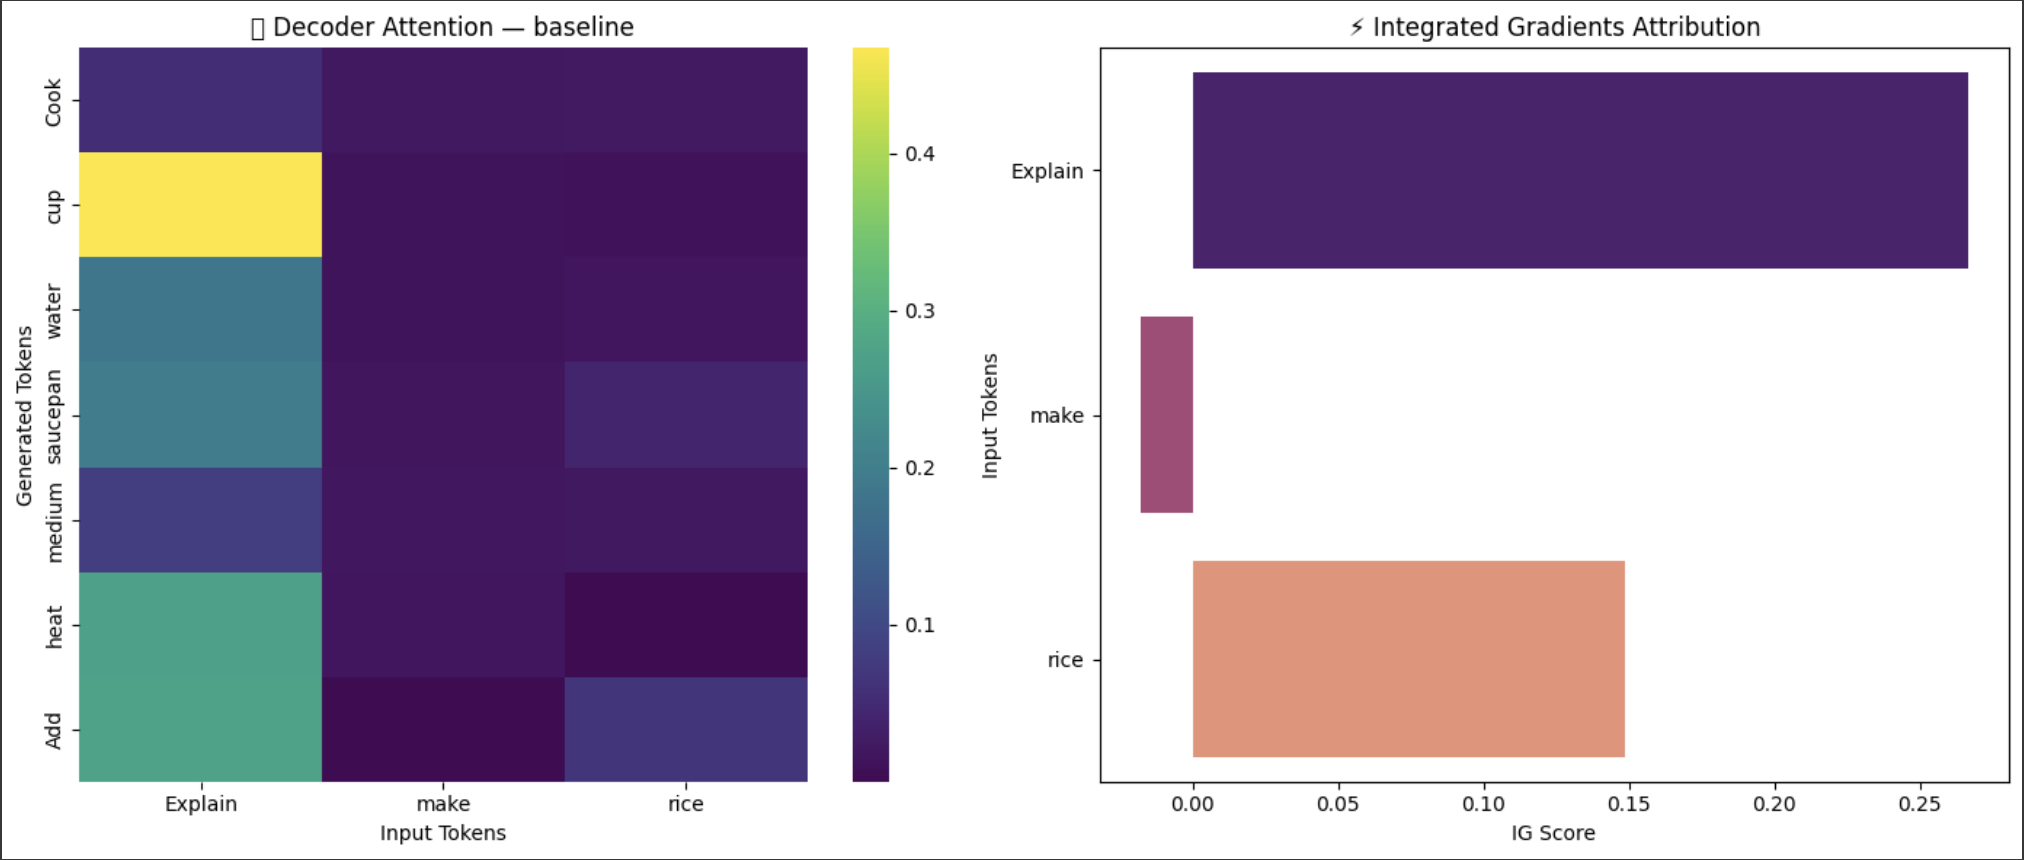 ▯ Decoder Attention — baseline
Generated Tokens
Cook
cup
water
saucepan
medium
heat
Add
Explain
make
rice
Input Tokens
0.4
0.3
0.2
0.1
⚡ Integrated Gradients Attribution
Input Tokens
Explain
make
rice
0.00
0.05
0.10
0.15
0.20
0.25
IG Score